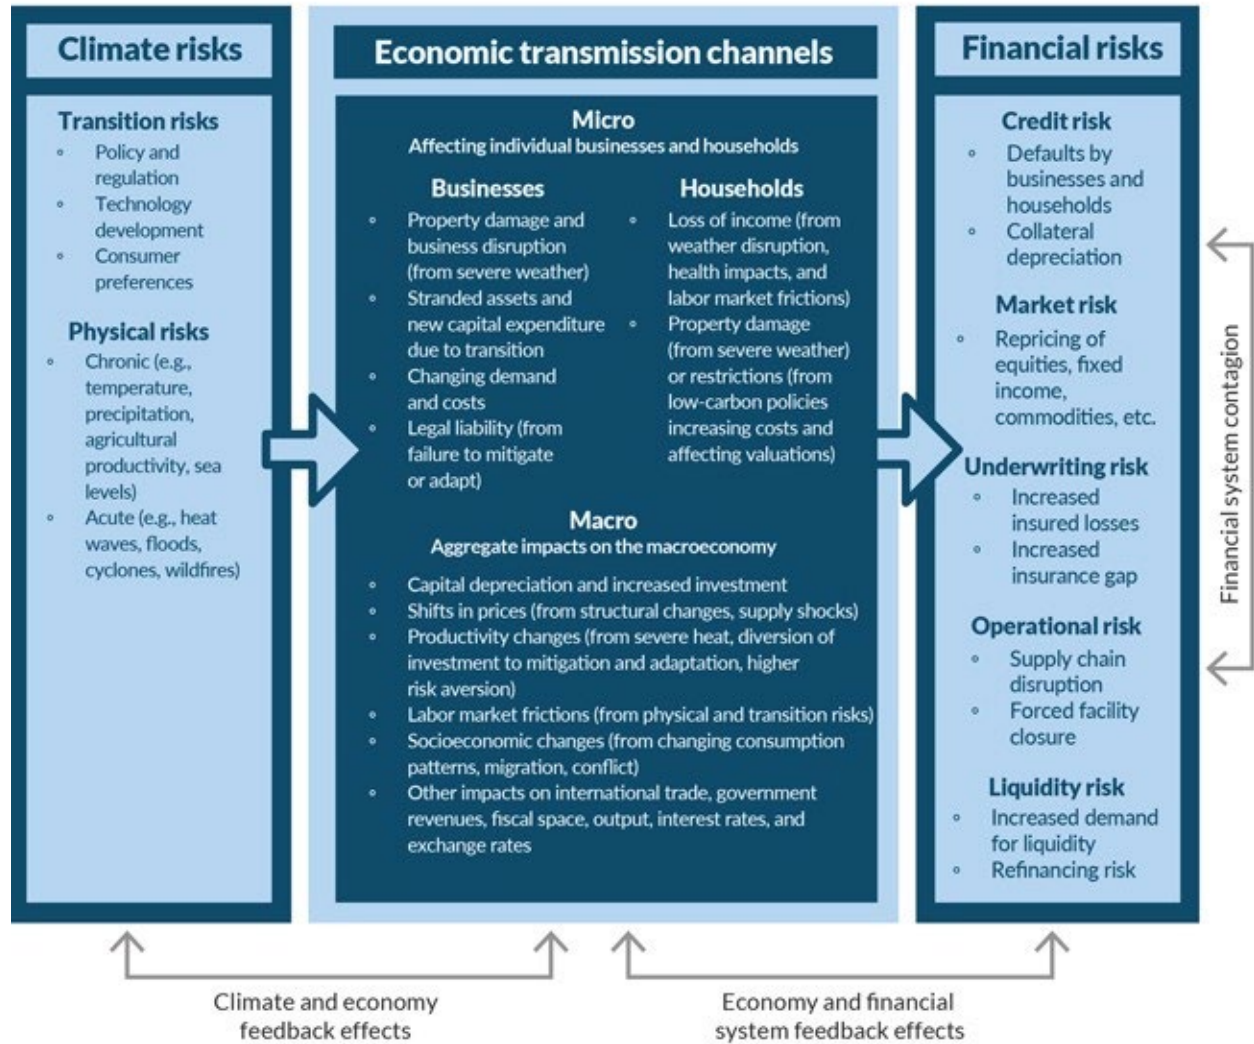 Climate risks
Transition risks
◦ Policy and
regulation
◦ Technology
development
◦ Consumer
preferences
Physical risks
◦ Chronic (e.g.,
temperature,
precipitation,
agricultural
productivity, sea
levels)
◦ Acute (e.g., heat
waves, floods,
cyclones, wildfires)
Economic transmission channels
Micro
Affecting individual businesses and households
Businesses
◦ Property damage and
business disruption
(from severe weather)
◦ Stranded assets and
new capital expenditure
due to transition
◦ Changing demand
and costs
◦ Legal liability (from
failure to mitigate
or adapt)
Households
◦ Loss of income (from
weather disruption,
health impacts, and
labor market frictions)
◦ Property damage
(from severe weather)
or restrictions (from
low-carbon policies
increasing costs and
affecting valuations)
Macro
Aggregate impacts on the macroeconomy
◦ Capital depreciation and increased investment
◦ Shifts in prices (from structural changes, supply shocks)
◦ Productivity changes (from severe heat, diversion of
investment to mitigation and adaptation, higher
risk aversion)
◦ Labor market frictions (from physical and transition risks)
◦ Socioeconomic changes (from changing consumption
patterns, migration, conflict)
◦ Other impacts on international trade, government
revenues, fiscal space, output, interest rates, and
exchange rates
Financial risks
Credit risk
◦ Defaults by
businesses and
households
◦ Collateral
depreciation
Market risk
◦ Repricing of
equities, fixed
income,
commodities, etc.
Underwriting risk
◦ Increased
insured losses
◦ Increased
insurance gap
Operational risk
◦ Supply chain
disruption
◦ Forced facility
closure
Liquidity risk
◦ Increased demand
for liquidity
◦ Refinancing risk
Financial system contagion
Climate and economy
feedback effects
Economy and financial
system feedback effects